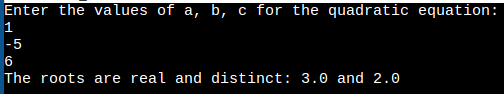 Enter the values of a, b, c for the quadratic equation:
1
-5
6
The roots are real and distinct: 3.0 and 2.0